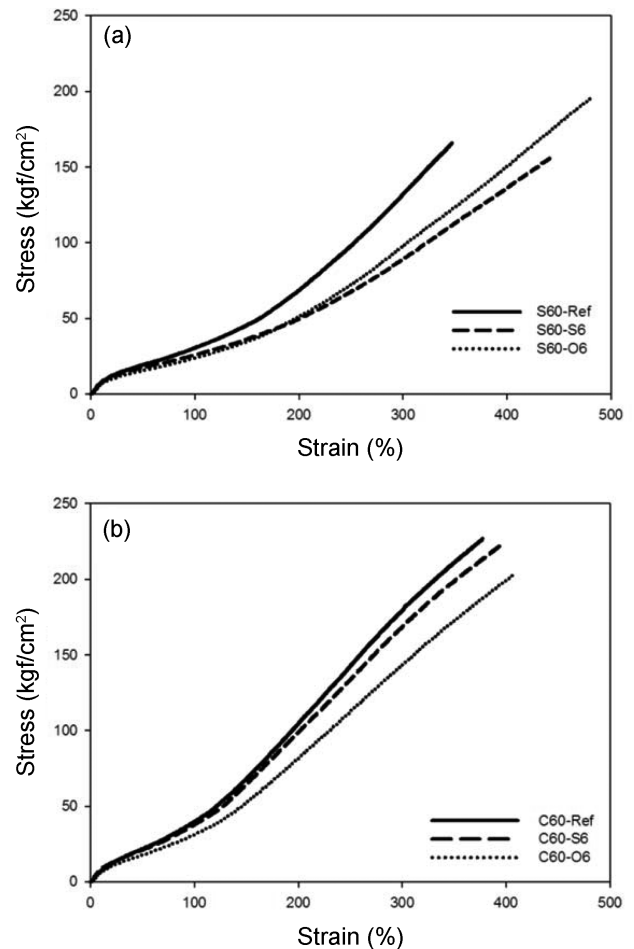 (a)
250
200
150
100
50
0
Stress (kgf/cm²)
S60-Ref
S60-S6
S60-O6
0 100 200 300 400 500
Strain (%)
(b)
250
200
150
100
50
0
Stress (kgf/cm²)
C60-Ref
C60-S6
C60-O6
0 100 200 300 400 500
Strain (%)